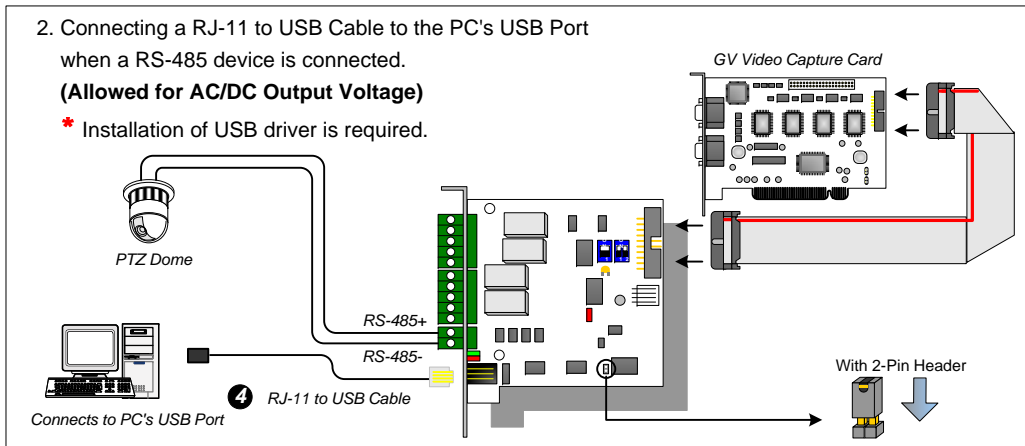 2. Connecting a RJ-11 to USB Cable to the PC's USB Port
when a RS-485 device is connected.
(Allowed for AC/DC Output Voltage)
* Installation of USB driver is required.
GV Video Capture Card
PTZ Dome
RS-485+
RS-485-
With 2-Pin Header
4 RJ-11 to USB Cable
Connects to PC's USB Port